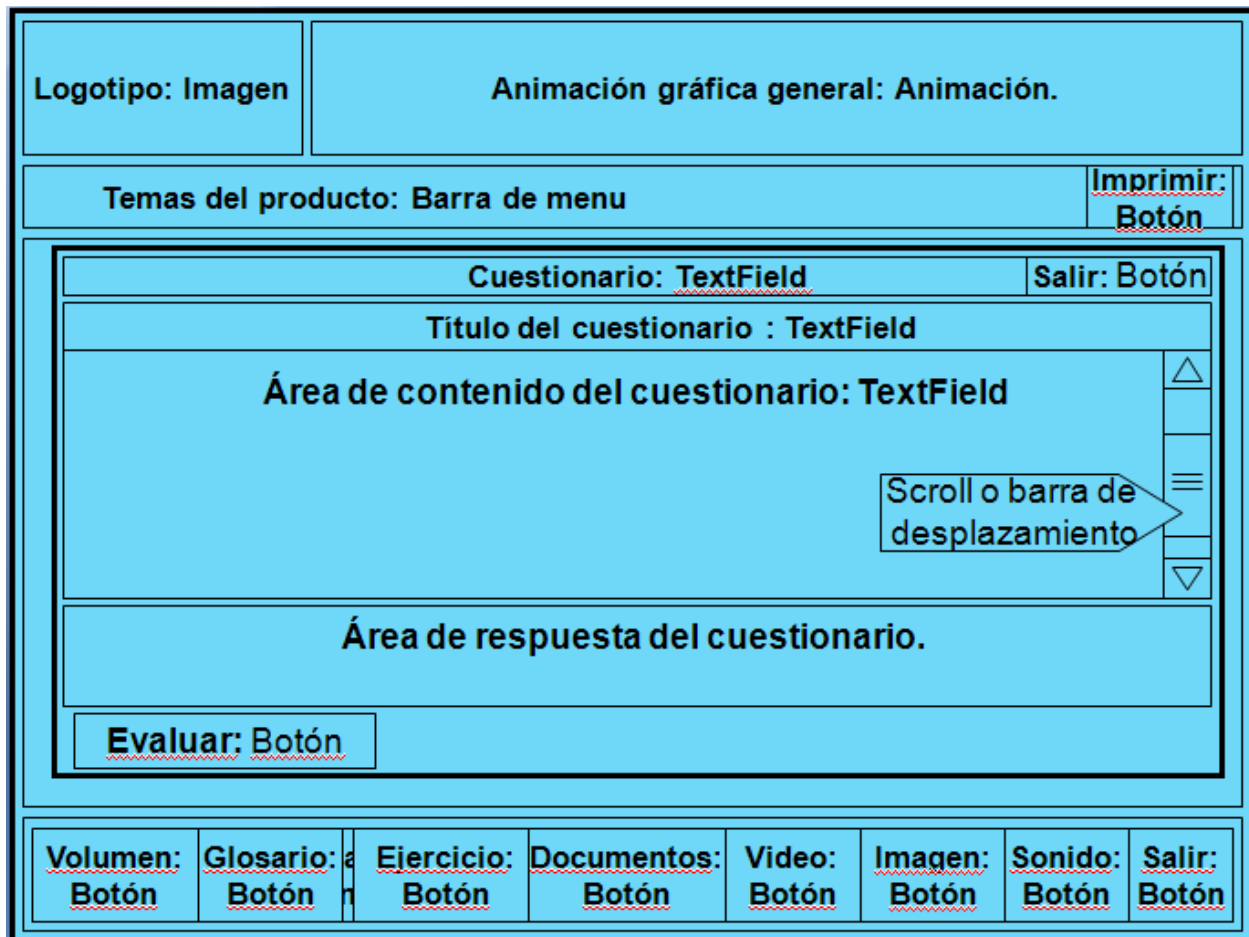 Logotipo: Imagen
Animación gráfica general: Animación.
Temas del producto: Barra de menu
Imprimir:
Botón
Cuestionario: TextField
Salir: Botón
Título del cuestionario : TextField
Área de contenido del cuestionario: TextField
Scroll o barra de
desplazamiento
Área de respuesta del cuestionario.
Evaluar: Botón
Volumen:
Botón
Glosario:
Botón
Ejercicio:
Botón
Documentos:
Botón
Video:
Botón
Imagen:
Botón
Sonido:
Botón
Salir:
Botón